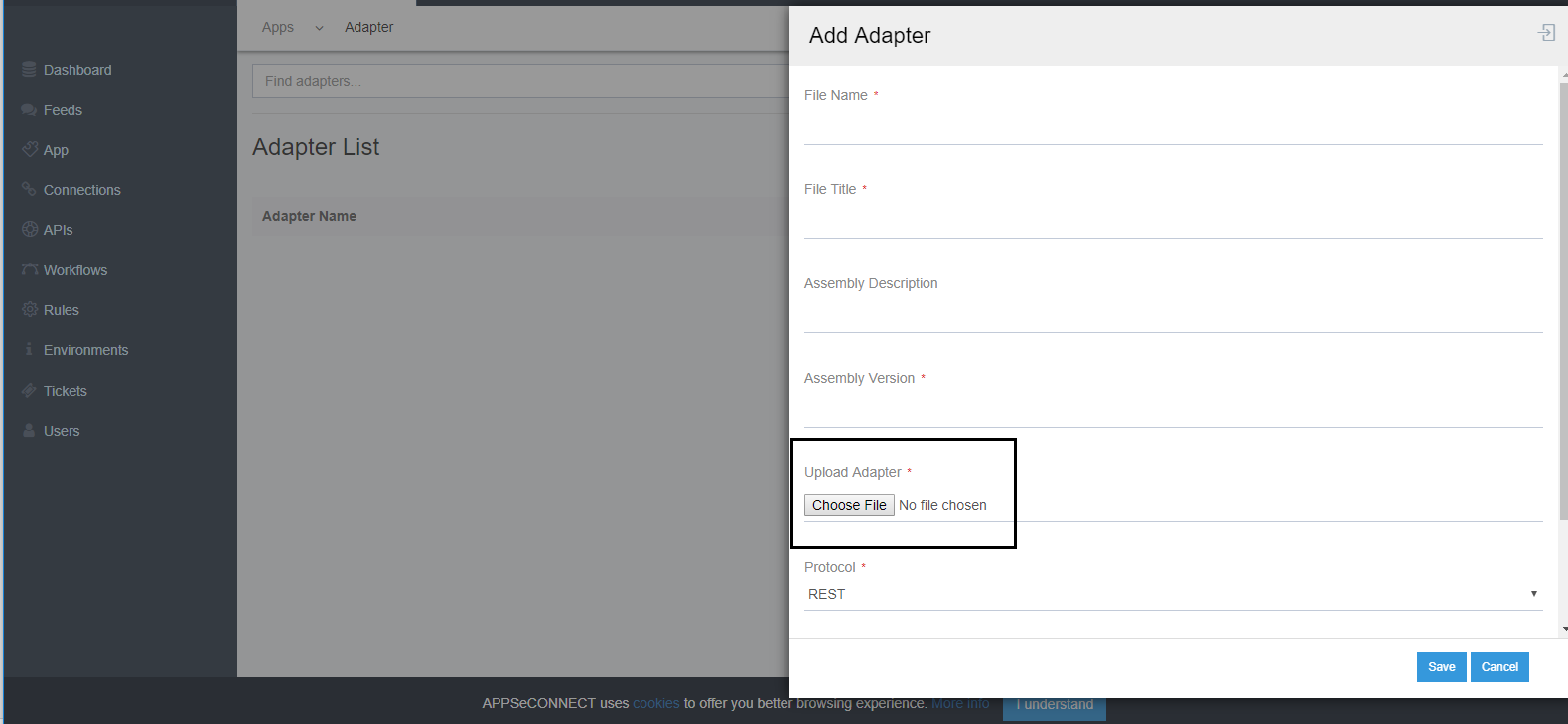 Apps Adapter
Find adapters...
Dashboard
Feeds
App
Connections
APIs
Workflows
Rules
Environments
Tickets
Users
Adapter List
Adapter Name
Add Adapter
File Name *
File Title *
Assembly Description
Assembly Version *
Upload Adapter *
Choose File No file chosen
Protocol *
REST
Save Cancel
APPSeCONNECT uses cookies to offer you better browsing experience. More info I understand